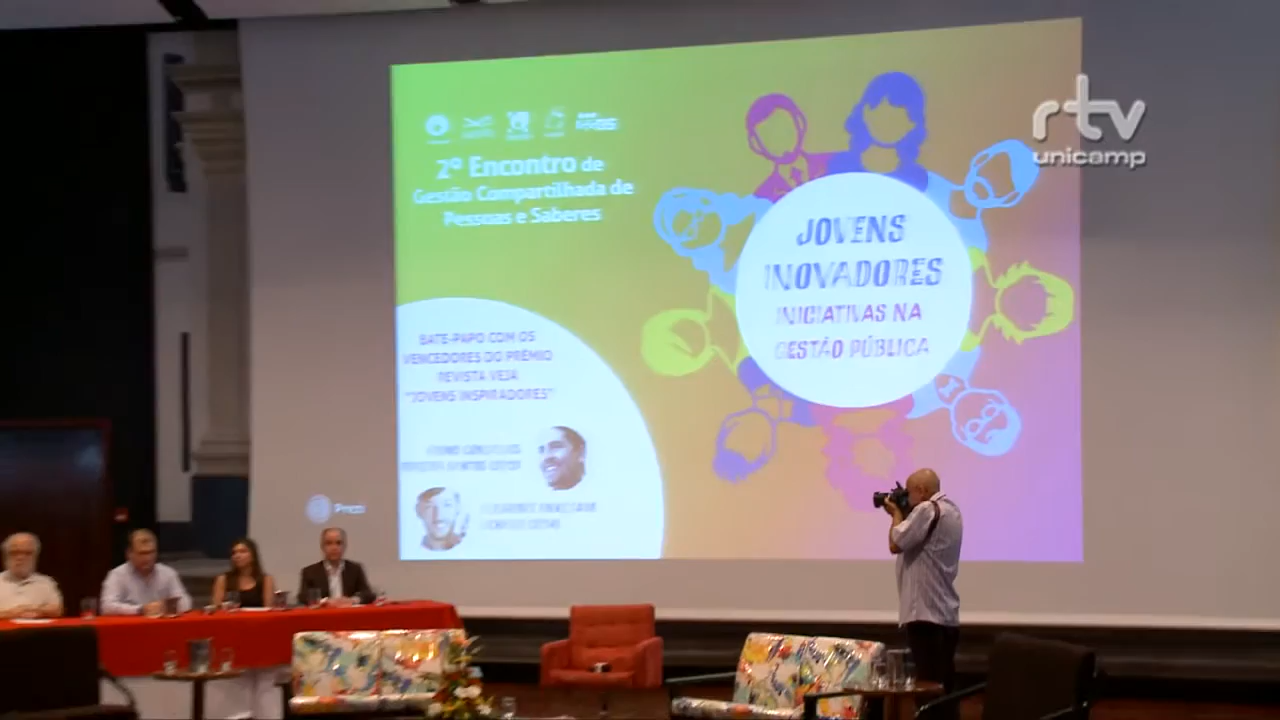 rtv
unicamp
2º Encontro de
Gestão Compartilhada de
Pessoas e Saberes
JOVENS
INOVADORES
INICIATIVAS NA
GESTÃO PÚBLICA
BATE-PAPO COM OS
VENCEDORES DO PRÊMIO
REVISTA VEJA
"JOVENS INSPIRADORES"
Prezi